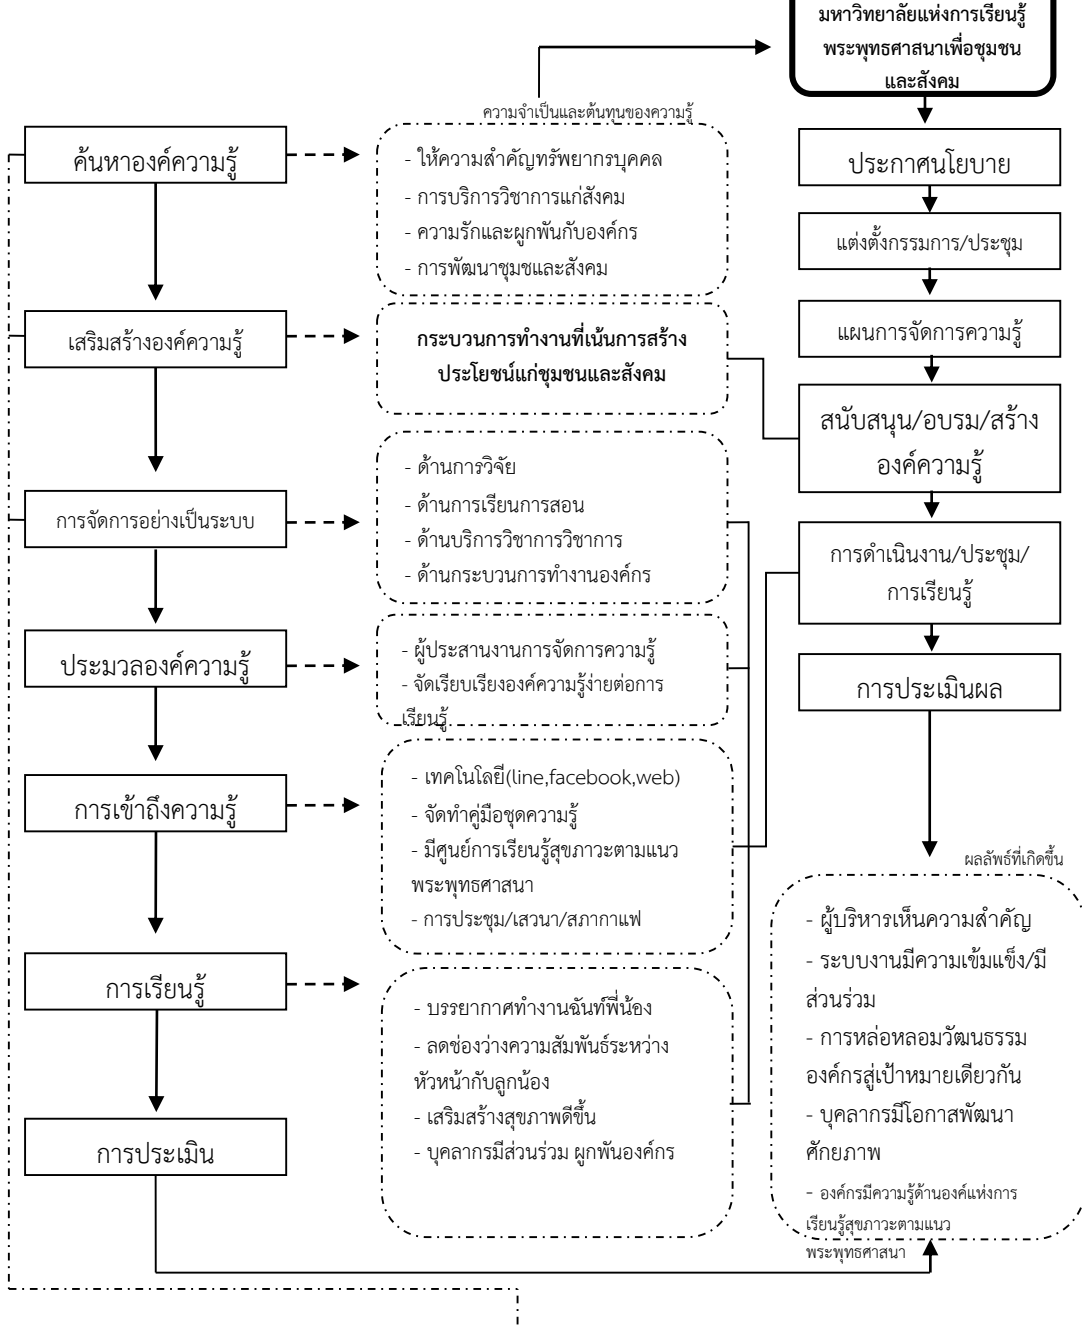 มหาวิทยาลัยแห่งการเรียนรู้
พระพุทธศาสนาเพื่อชุมชน
และสังคม
ความจำเป็นและต้นทุนของความรู้
ค้นหาองค์ความรู้
- ให้ความสำคัญทรัพยากรบุคคล
- การบริการวิชาการแก่สังคม
- ความรักและผูกพันกับองค์กร
- การพัฒนาชุมชและสังคม
ประกาศนโยบาย
แต่งตั้งกรรมการ/ประชุม
เสริมสร้างองค์ความรู้
กระบวนการทำงานที่เน้นการสร้าง
ประโยชน์แก่ชุมชนและสังคม
แผนการจัดการความรู้
สนับสนุน/อบรม/สร้าง
องค์ความรู้
การจัดการอย่างเป็นระบบ
- ด้านการวิจัย
- ด้านการเรียนการสอน
- ด้านบริการวิชาการวิชาการ
- ด้านกระบวนการทำงานองค์กร
การดำเนินงาน/ประชุม/
การเรียนรู้
ประมวลองค์ความรู้
- ผู้ประสานงานการจัดการความรู้
- จัดเรียบเรียงองค์ความรู้ง่ายต่อการ
เรียนรู้
การประเมินผล
การเข้าถึงความรู้
- เทคโนโลยี(line,facebook,web)
- จัดทำคู่มือชุดความรู้
- มีศูนย์การเรียนรู้สุขภาวะตามแนว
พระพุทธศาสนา
- การประชุม/เสวนา/สภากาแฟ
ผลลัพธ์ที่เกิดขึ้น
- ผู้บริหารเห็นความสำคัญ
- ระบบงานมีความเข้มแข็ง/มี
ส่วนร่วม
- การหล่อหลอมวัฒนธรรม
องค์กรสู่เป้าหมายเดียวกัน
- บุคลากรมีโอกาสพัฒนา
ศักยภาพ
- องค์กรมีความรู้ด้านองค์แห่งการ
เรียนรู้สุขภาวะตามแนว
พระพุทธศาสนา
การเรียนรู้
- บรรยากาศทำงานฉันท์พี่น้อง
- ลดช่องว่างความสัมพันธ์ระหว่าง
หัวหน้ากับลูกน้อง
- เสริมสร้างสุขภาพดีขึ้น
- บุคลากรมีส่วนร่วม ผูกพันองค์กร
การประเมิน